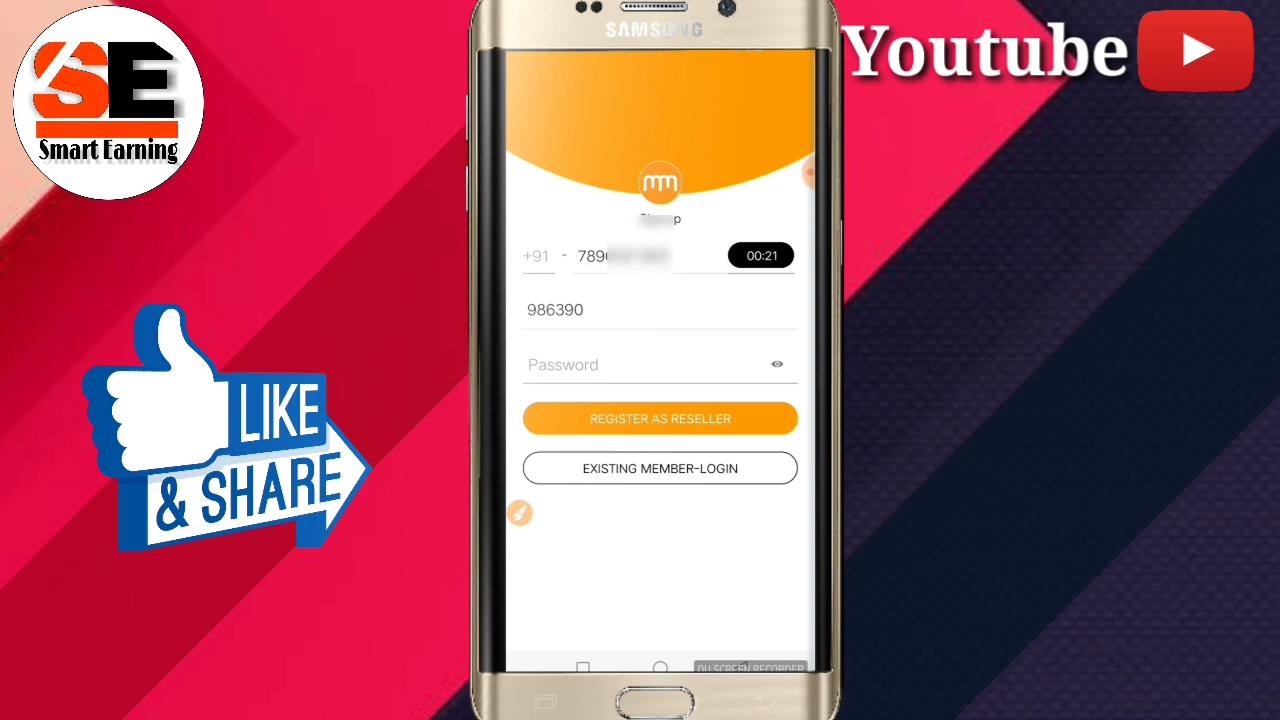 SE
Smart Earning
Youtube
SAMSUNG
+91 -
00:21
986390
Password
REGISTER AS RESELLER
EXISTING MEMBER-LOGIN
LIKE
& SHARE
DU SCREEN RECORDER